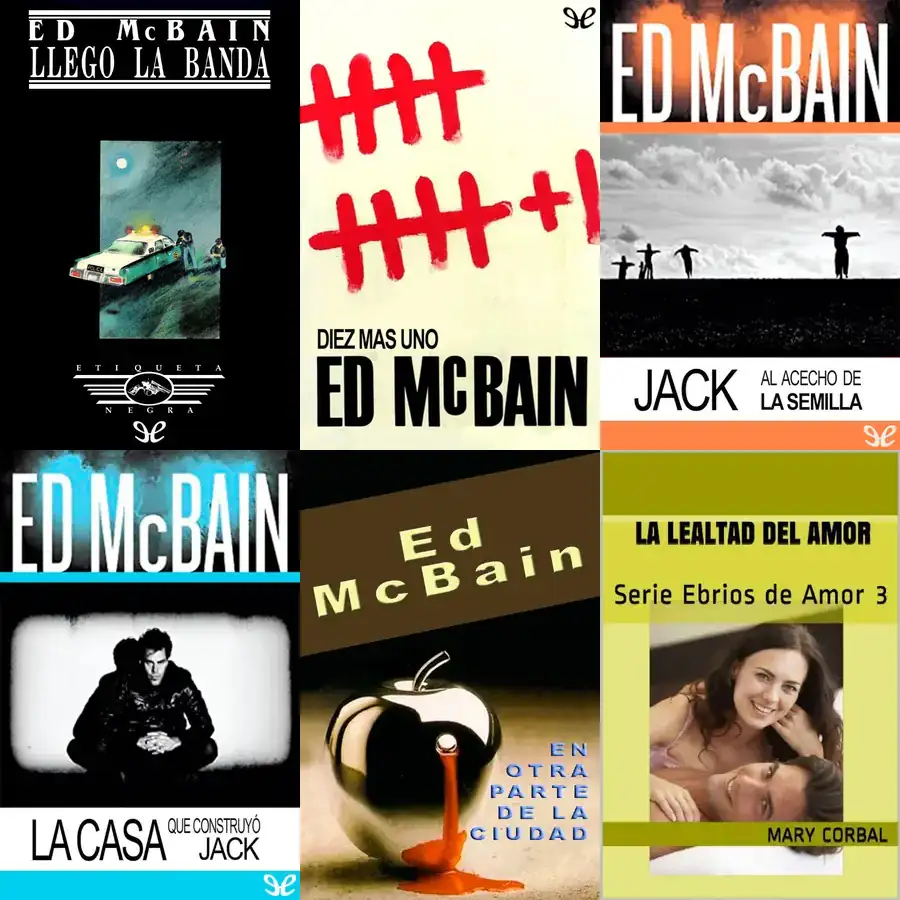 ED McBAIN
LLEGO LA BANDA
POLICE
ETIQUETA
NEGRA
DIEZ MAS UNO
ED McBAIN
ED McBAIN
JACK
AL ACECHO DE
LA SEMILLA
ED McBAIN
LA CASA
QUE CONSTRUYÓ
JACK
Ed
McBain
EN
OTRA
PARTE
DE LA
CIUDAD
LA LEALTAD DEL AMOR
Serie Ebrios de Amor 3
MARY CORBAL